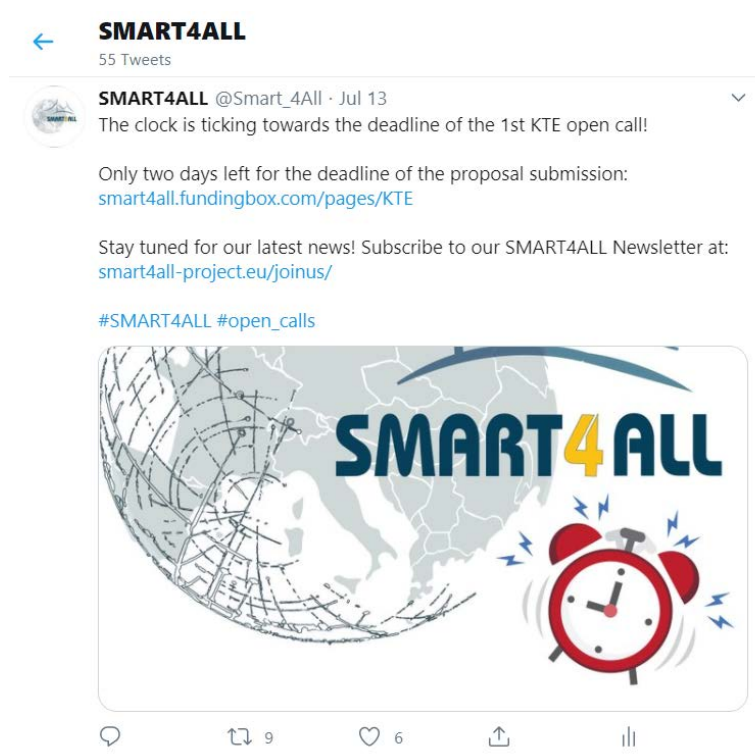 SMART4ALL
55 Tweets
SMART4ALL
SMART4ALL @Smart_4All · Jul 13
The clock is ticking towards the deadline of the 1st KTE open call!
Only two days left for the deadline of the proposal submission:
smart4all.fundingbox.com/pages/KTE
Stay tuned for our latest news! Subscribe to our SMART4ALL Newsletter at:
smart4all-project.eu/joinus/
#SMART4ALL #open_calls
SMART4ALL
9 6